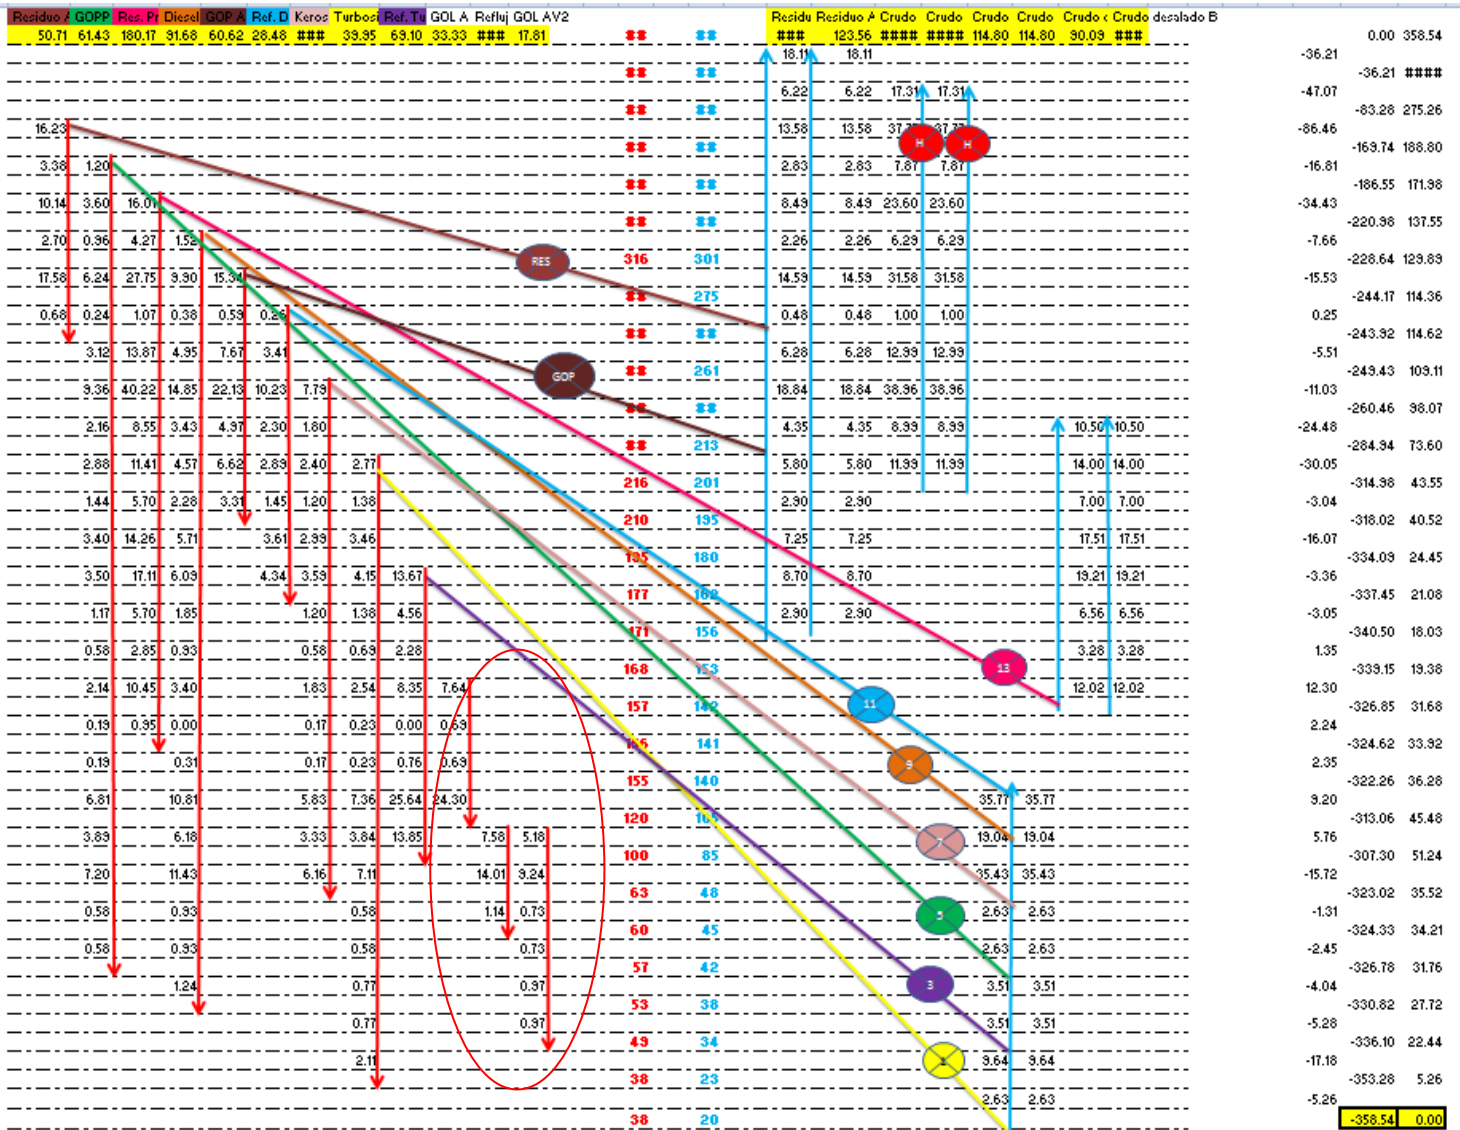 Residuo A GOPP Res. Pr Diesel GOP A Ref. D Keros Turbosi Ref. Tu GOL A Refluj GOL AV2 Residu Residuo A Crudo Crudo Crudo Crudo Crudo Crudo desalado B
50.71 61.43 180.17 91.68 60.62 28.48 ### 39.95 69.10 33.33 ### 17.81 88 88 ### 123.56 #### #### 114.80 114.80 90.09 ### 0.00 358.54
18.11 18.11 -36.21
88 88 -36.21 ####
6.22 6.22 17.31 17.31 -47.07
88 88 -83.28 275.26
16.23 13.58 13.58 -86.46
88 88 H H -169.74 188.80
3.38 1.20 2.83 2.83 7.87 7.87 -16.81
88 88 -186.55 171.98
10.14 3.60 16.01 8.49 8.49 23.60 23.60 -34.43
88 88 -220.98 137.55
2.70 0.96 4.27 1.52 2.26 2.26 6.29 6.29 -7.66
RES 316 301 -228.64 129.89
17.58 6.24 27.75 9.90 15.34 14.59 14.59 31.58 31.58 -15.53
88 275 -244.17 114.36
0.68 0.24 1.07 0.38 0.59 0.48 0.48 1.00 1.00 0.25
88 88 -243.92 114.62
3.12 13.87 4.95 7.67 3.41 6.28 6.28 12.99 12.99 -5.51
GOP 88 261 -249.43 109.11
9.36 40.22 14.85 22.13 10.23 7.79 18.84 18.84 38.96 38.96 -11.03
88 88 -260.46 98.07
2.16 8.55 3.43 4.97 2.30 1.80 4.35 4.35 8.99 8.99 10.50 10.50 -24.48
88 213 -284.94 73.60
2.88 11.41 4.57 6.62 2.89 2.40 2.77 5.80 5.80 11.99 11.99 14.00 14.00 -30.05
216 201 -314.98 43.55
1.44 5.70 2.28 3.31 1.45 1.20 1.38 2.90 2.90 7.00 7.00 -3.04
210 195 -318.02 40.52
3.40 14.26 5.71 3.61 2.99 3.46 7.25 7.25 17.51 17.51 -16.07
195 180 -334.09 24.45
3.50 17.11 6.09 4.34 3.59 4.15 13.67 8.70 8.70 19.21 19.21 -3.36
177 162 -337.45 21.08
1.17 5.70 1.85 1.20 1.38 4.56 2.90 2.90 6.56 6.56 -3.05
171 156 -340.50 18.03
0.58 2.85 0.93 0.58 0.69 2.28 3.28 3.28 1.35
168 153 13 -339.15 19.38
2.14 10.45 3.40 1.83 2.54 8.35 7.64 12.02 12.02 12.30
157 142 11 -326.85 31.68
0.19 0.95 0.00 0.17 0.23 0.00 0.69 2.24
156 141 -324.62 33.92
0.19 0.31 0.17 0.23 0.76 0.69 9 2.35
155 140 -322.26 36.28
6.81 10.81 5.83 7.36 25.64 24.30 35.77 35.77 9.20
120 105 -313.06 45.48
3.89 6.18 3.33 3.84 13.85 7.58 5.18 7 19.04 19.04 5.76
100 85 -307.30 51.24
7.20 11.43 6.16 7.11 14.01 9.24 35.43 35.43 -15.72
63 48 -323.02 35.52
0.58 0.93 0.58 1.14 0.73 5 2.63 2.63 -1.31
60 45 -324.33 34.21
0.58 0.93 0.58 0.73 2.63 2.63 -2.45
57 42 -326.78 31.76
1.24 0.77 0.97 3 3.51 3.51 -4.04
53 38 -330.82 27.72
0.77 0.97 3.51 3.51 -5.28
49 34 -336.10 22.44
2.11 9.64 9.64 -17.18
38 23 -353.28 5.26
2.63 2.63 -5.26
38 20 -358.54 0.00